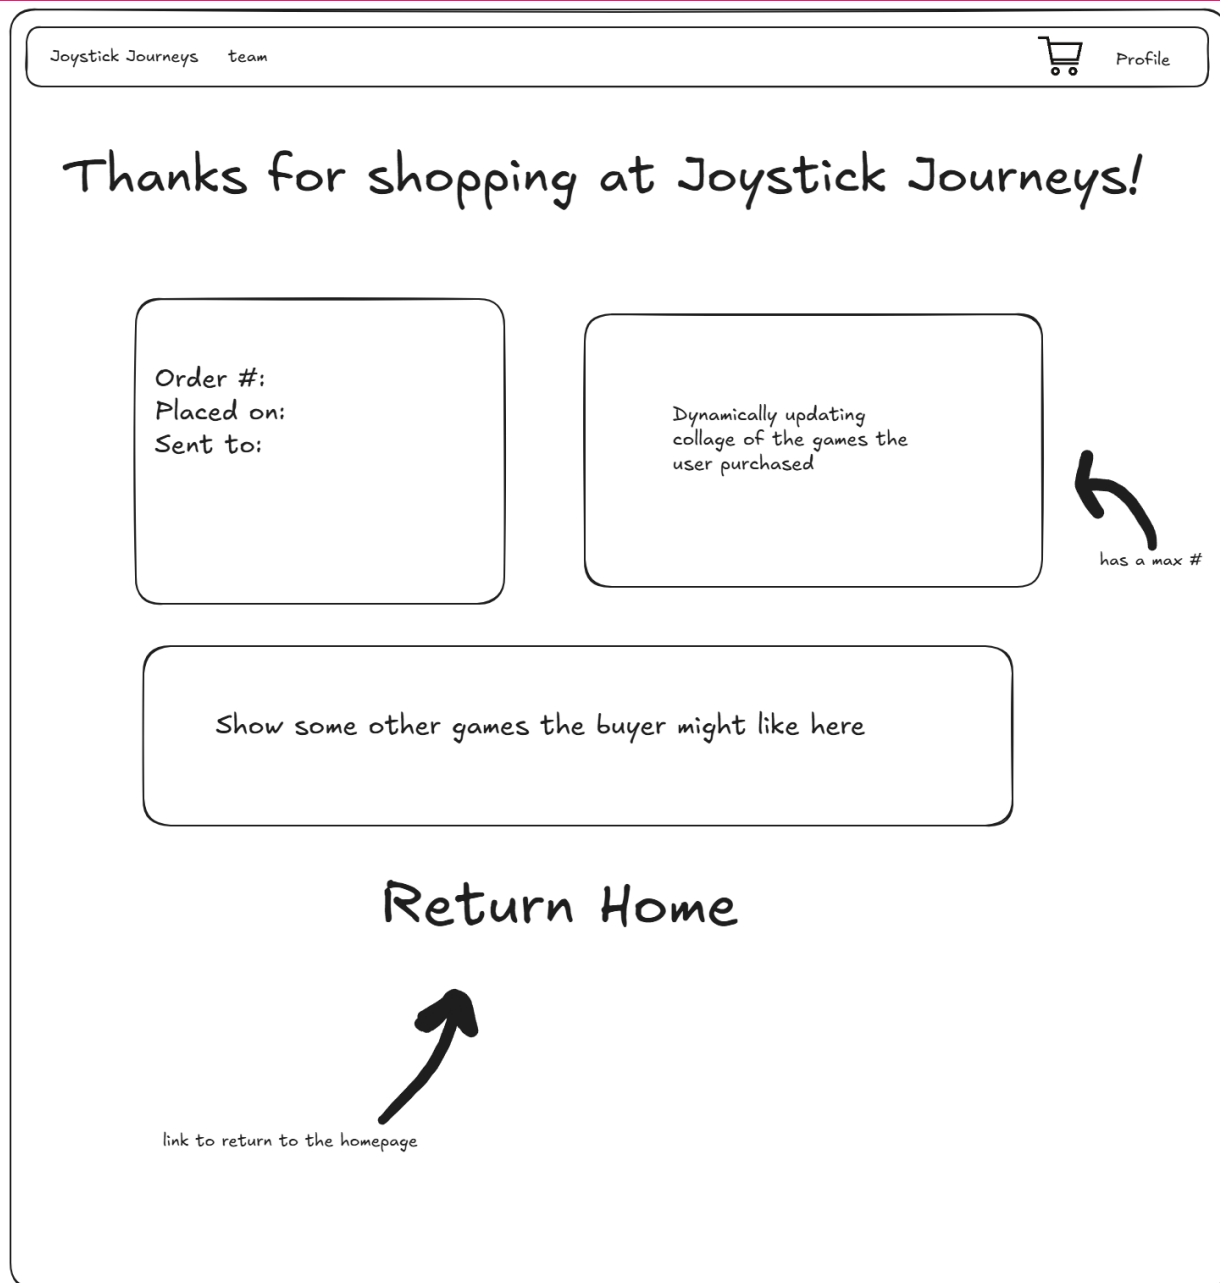 Joystick Journeys team Profile
Thanks for shopping at Joystick Journeys!
Order #:
Placed on:
Sent to:
Dynamically updating
collage of the games the
user purchased
has a max #
Show some other games the buyer might like here
Return Home
link to return to the homepage